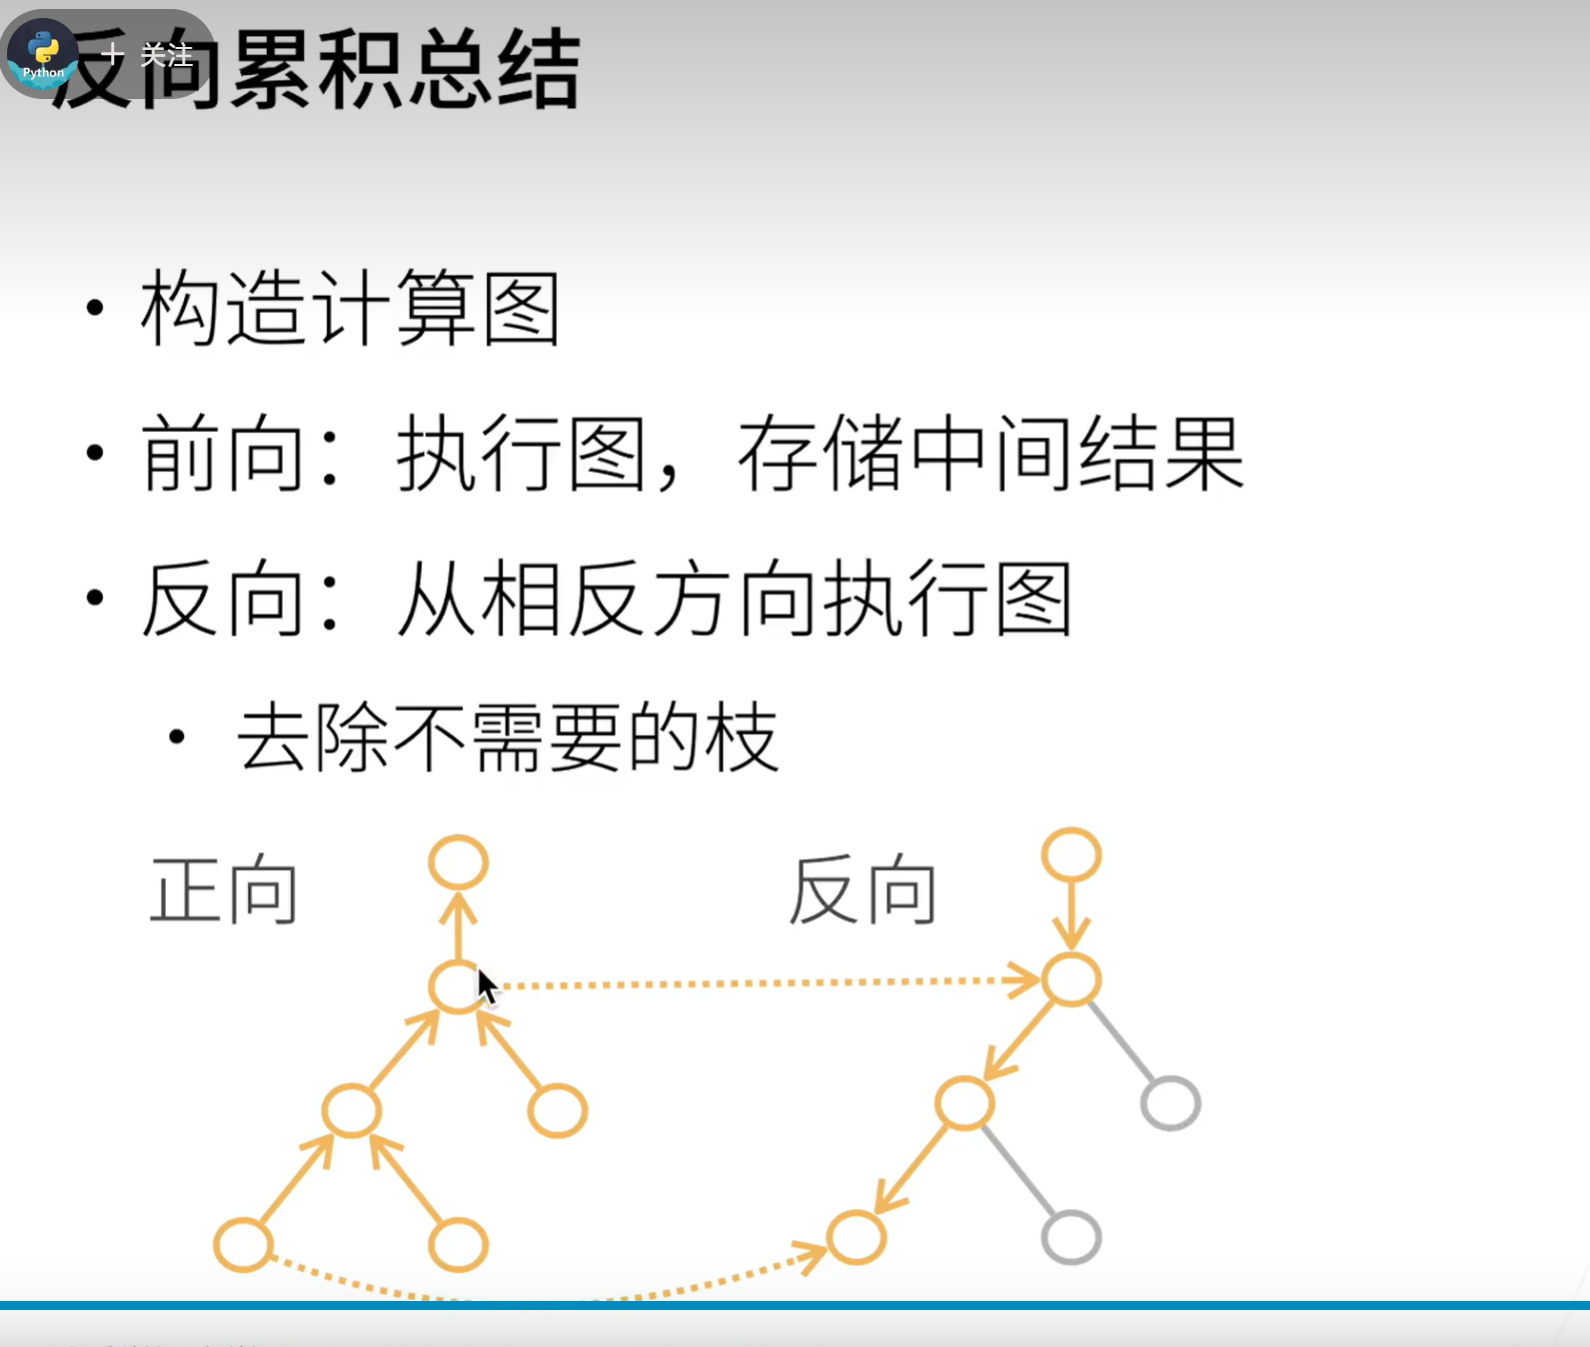 反向累积总结
Python
关注
• 构造计算图
• 前向：执行图，存储中间结果
• 反向：从相反方向执行图
• 去除不需要的枝
正向
反向